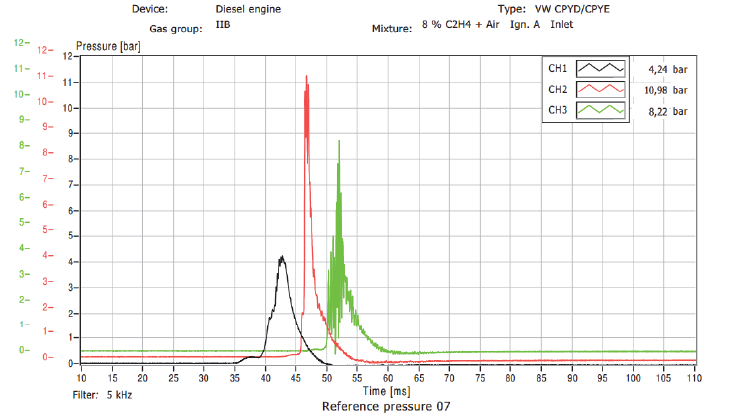 Device: Diesel engine Type: VW CPYD/CPYE
Gas group: IIB Mixture: 8 % C2H4 + Air Ign. A Inlet
Pressure [bar]
12 12 12
11 11 11
10 10 10
9 9 9
8 8 8
7 7 7
6 6 6
5 5 5
4 4 4
3 3 3
2 2 2
1 1 1
0 0 0
CH1 4,24 bar
CH2 10,98 bar
CH3 8,22 bar
10 15 20 25 30 35 40 45 50 55 60 65 70 75 80 85 90 95 100 105 110
Time [ms]
Filter: 5 kHz
Reference pressure 07